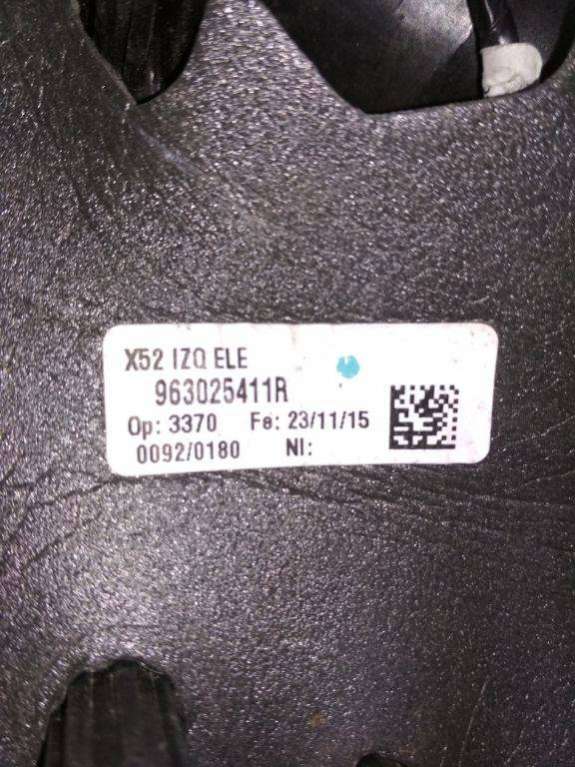 X52 IZQ ELE
963025411R
Op: 3370 Fe: 23/11/15
0092/0180 NI: